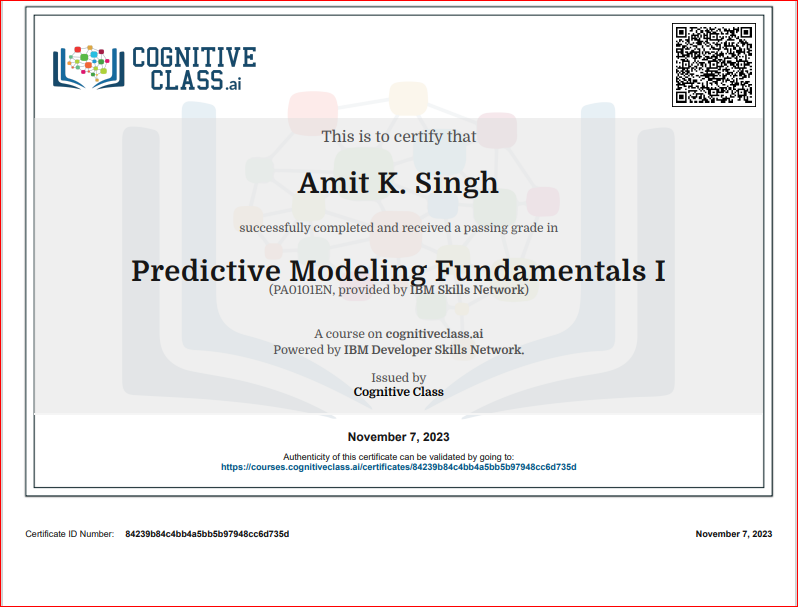 COGNITIVE
CLASS.ai
This is to certify that
Amit K. Singh
successfully completed and received a passing grade in
Predictive Modeling Fundamentals I
(PA0101EN, provided by IBM Skills Network)
A course on cognitiveclass.ai
Powered by IBM Developer Skills Network.
Issued by
Cognitive Class
November 7, 2023
Authenticity of this certificate can be validated by going to:
https://courses.cognitiveclass.ai/certificates/84239b84c4bb4a5bb5b97948cc6d735d
Certificate ID Number: 84239b84c4bb4a5bb5b97948cc6d735d
November 7, 2023